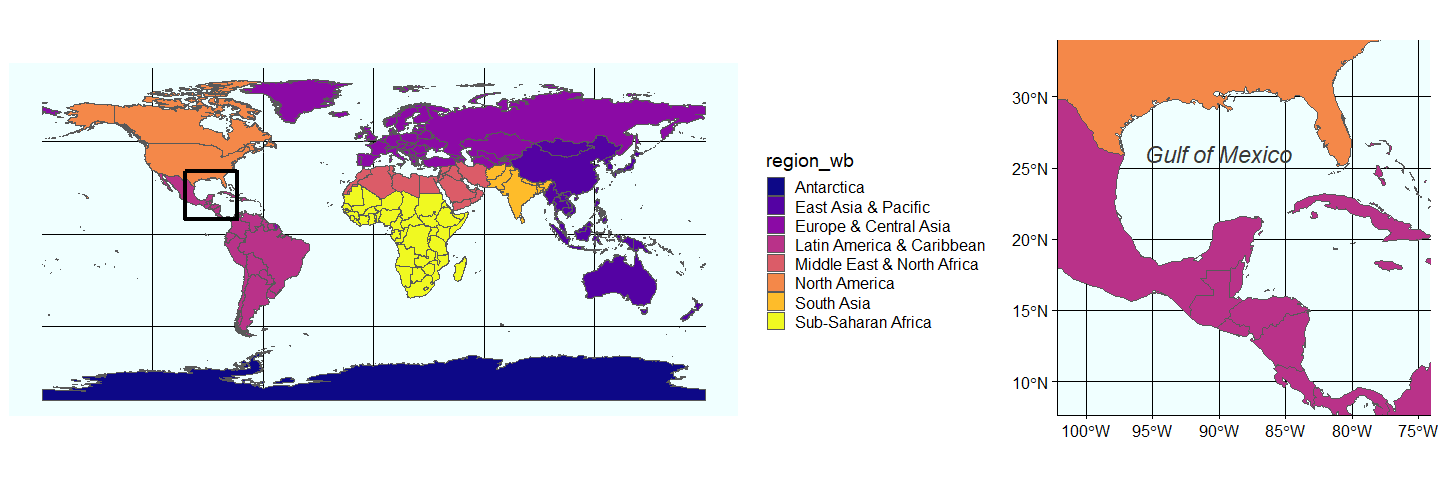 region_wb
Antarctica
East Asia & Pacific
Europe & Central Asia
Latin America & Caribbean
Middle East & North Africa
North America
South Asia
Sub-Saharan Africa
30°N
25°N
20°N
15°N
10°N
Gulf of Mexico
100°W
95°W
90°W
85°W
80°W
75°W